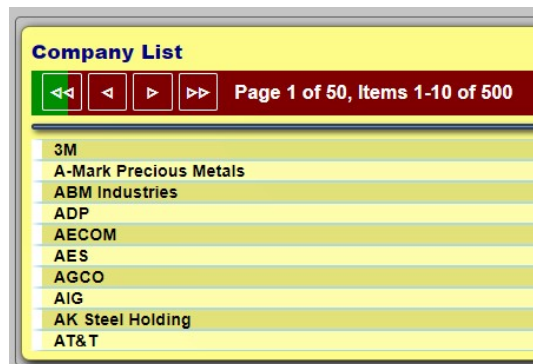 Company List
Page 1 of 50, Items 1-10 of 500
3M
A-Mark Precious Metals
ABM Industries
ADP
AECOM
AES
AGCO
AIG
AK Steel Holding
AT&T